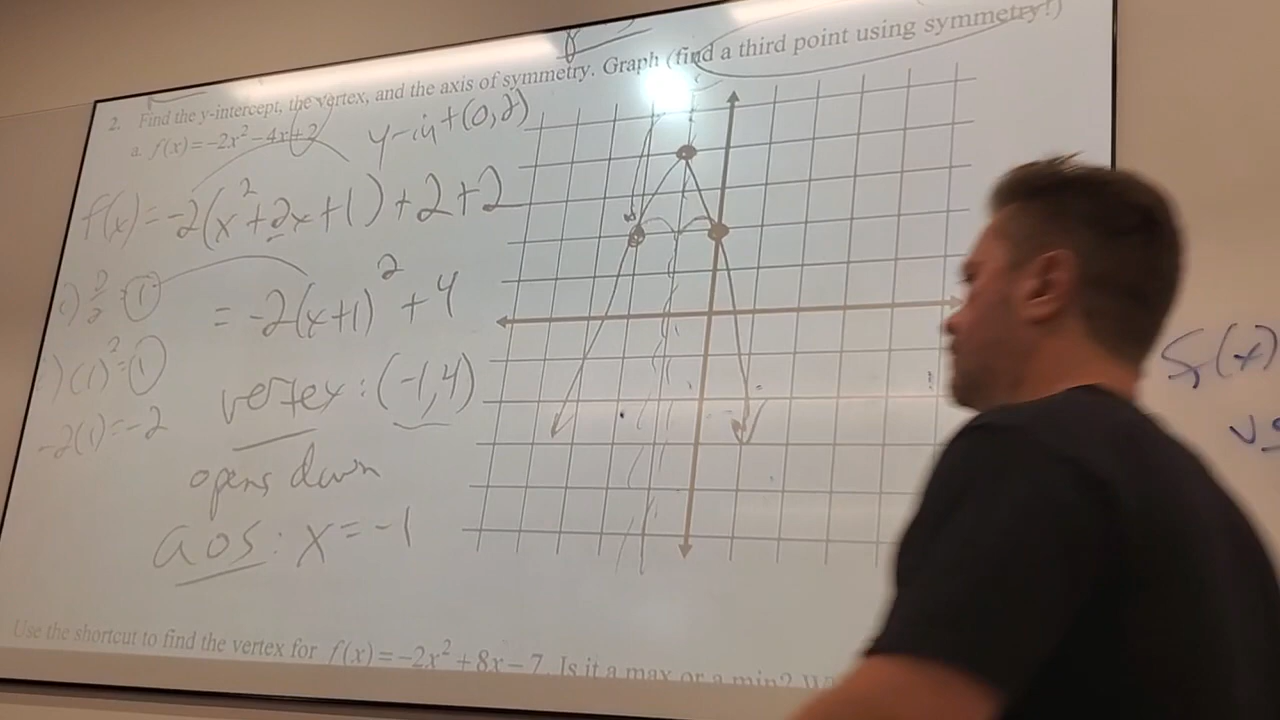 2. Find the y-intercept, the vertex, and the axis of symmetry. Graph (find a third point using symmetry!)
a. f(x)=-2x²-4x+2
y-int (0,2)
f(x)=-2(x²+2x+1)+2+2
2/2 = 1
= -2(x+1)² + 4
(1)²=1
-2(1)=-2
vertex: (-1,4)
opens down
aos: x=-1
f(x)
Use the shortcut to find the vertex for f(x)=-2x²+8x-7. Is it a max or a min?